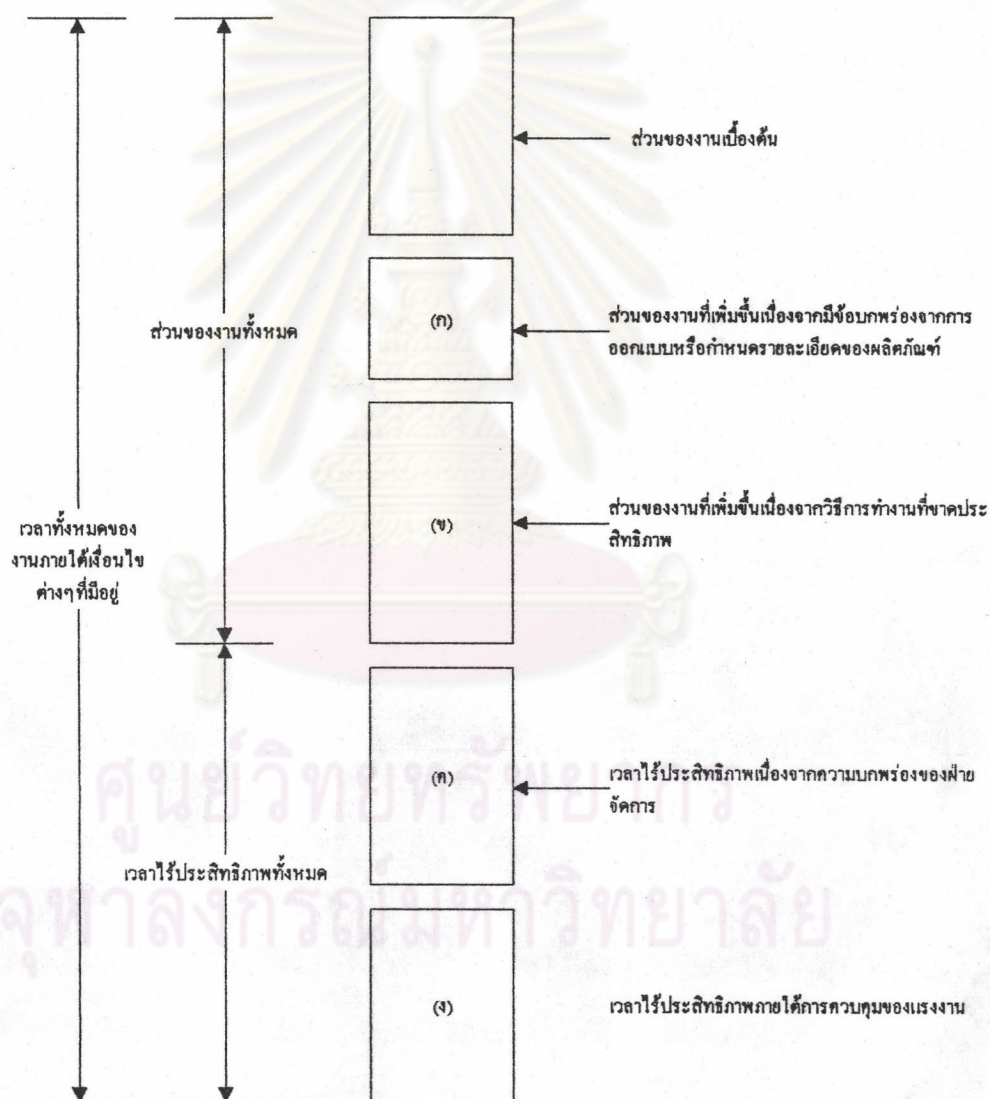 ส่วนของงานเบื้องต้น
ส่วนของงานทั้งหมด
(ก)
ส่วนของงานที่เพิ่มขึ้นเนื่องจากมีข้อบกพร่องจากการ
ออกแบบหรือกำหนดรายละเอียดของผลิตภัณฑ์
เวลาทั้งหมดของ
งานภายใต้เงื่อนไข
ต่างๆที่มีอยู่
(ข)
ส่วนของงานที่เพิ่มขึ้นเนื่องจากวิธีการทำงานที่ขาดประ
สิทธิภาพ
(ค)
เวลาไร้ประสิทธิภาพเนื่องจากความบกพร่องของฝ่าย
จัดการ
เวลาไร้ประสิทธิภาพทั้งหมด
(ง)
เวลาไร้ประสิทธิภาพภายใต้การควบคุมของแรงงาน
ศูนย์วิทยทรัพยากร
จุฬาลงกรณ์มหาวิทยาลัย